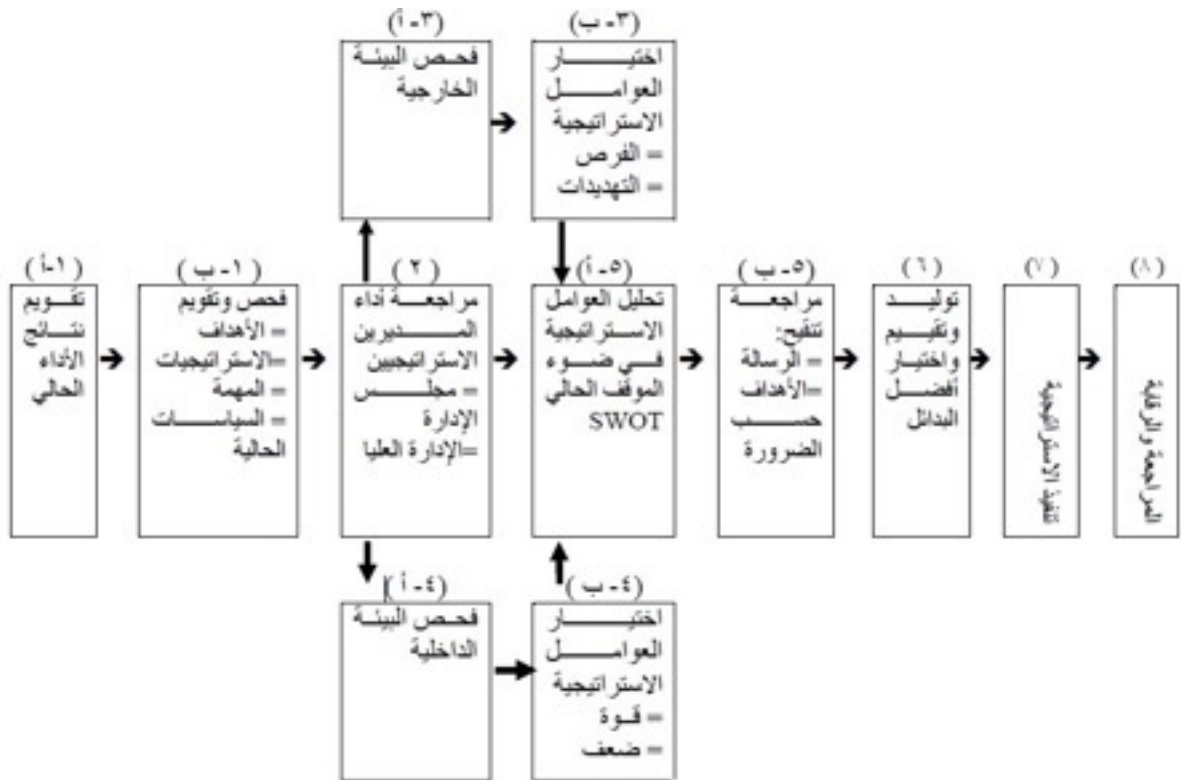 (٣- أ)
فحص البيئة
الخارجية
(٣- ب)
اختيار
العوامل
الاستراتيجية
= الفرص
= التهديدات
(١- أ)
تقويم
نتائج
الأداء
الحالي
(١- ب)
فحص وتقويم
= الأهداف
=الاستراتيجيات
= المهمة
= السياسات
الحالية
(٢)
مراجعة أداء
المديرين
الاستراتيجيين
= مجلس
الإدارة
=الإدارة العليا
(٥- أ)
تحليل العوامل
الاستراتيجية
في ضوء
الموقف الحالي
SWOT
(٥- ب)
مراجعة
تنقيح:
= الرسالة
=الأهداف
حسب
الضرورة
(٦)
توليد
وتقييم
واختيار
أفضل
البدائل
(٧)
تنفيذ الاستراتيجية
(٨)
المراجعة والرقابة
(٤- أ)
فحص البيئة
الداخلية
(٤- ب)
اختيار
العوامل
الاستراتيجية
= قوة
= ضعف